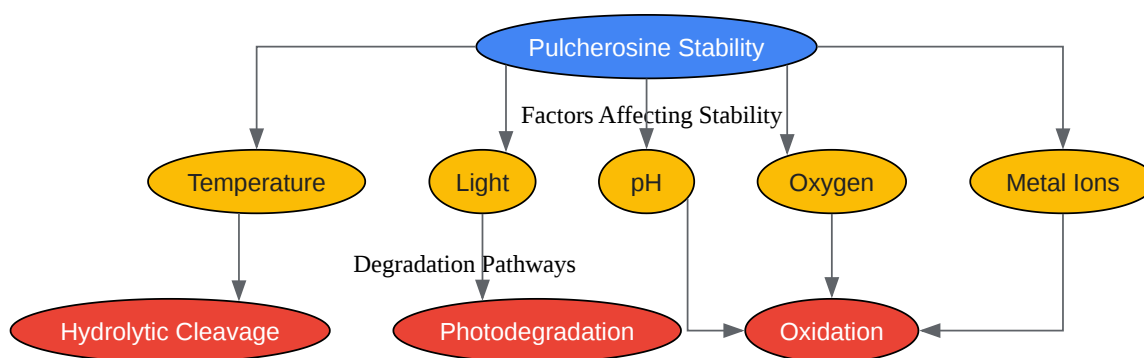 Pulcherosine Stability
Factors Affecting Stability
Temperature
Light
pH
Oxygen
Metal Ions
Degradation Pathways
Hydrolytic Cleavage
Photodegradation
Oxidation